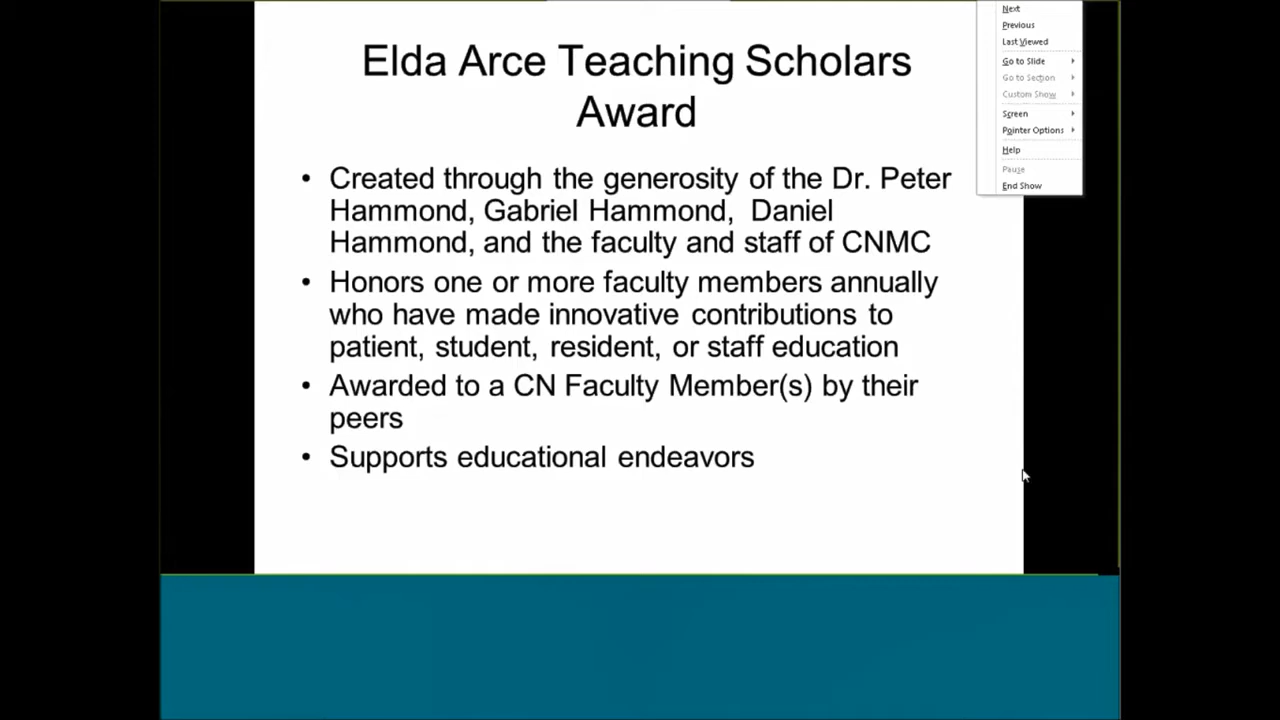 Elda Arce Teaching Scholars
Award
• Created through the generosity of the Dr. Peter
Hammond, Gabriel Hammond,  Daniel
Hammond, and the faculty and staff of CNMC
• Honors one or more faculty members annually
who have made innovative contributions to
patient, student, resident, or staff education
• Awarded to a CN Faculty Member(s) by their
peers
• Supports educational endeavors
Next
Previous
Last Viewed
Go to Slide
Go to Section
Custom Show
Screen
Pointer Options
Help
Pause
End Show